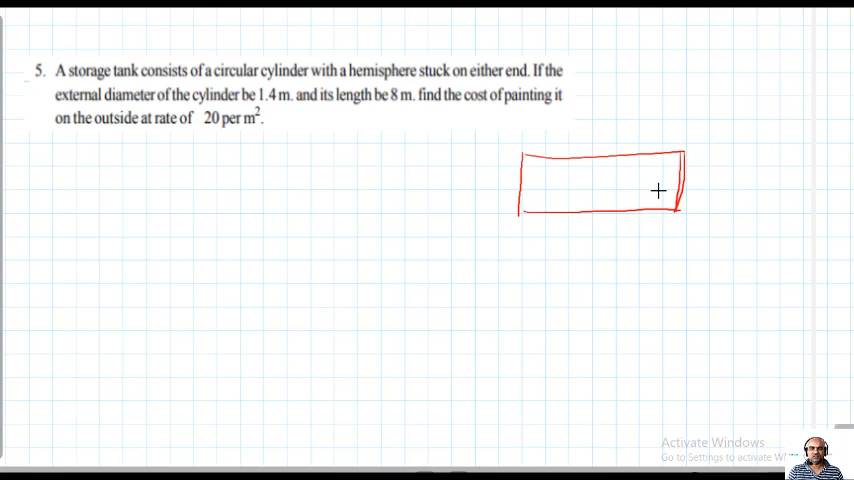 5. A storage tank consists of a circular cylinder with a hemisphere stuck on either end. If the
external diameter of the cylinder be 1.4 m. and its length be 8 m. find the cost of painting it
on the outside at rate of 20 per m².
Activate Windows
Go to Settings to activate Wi